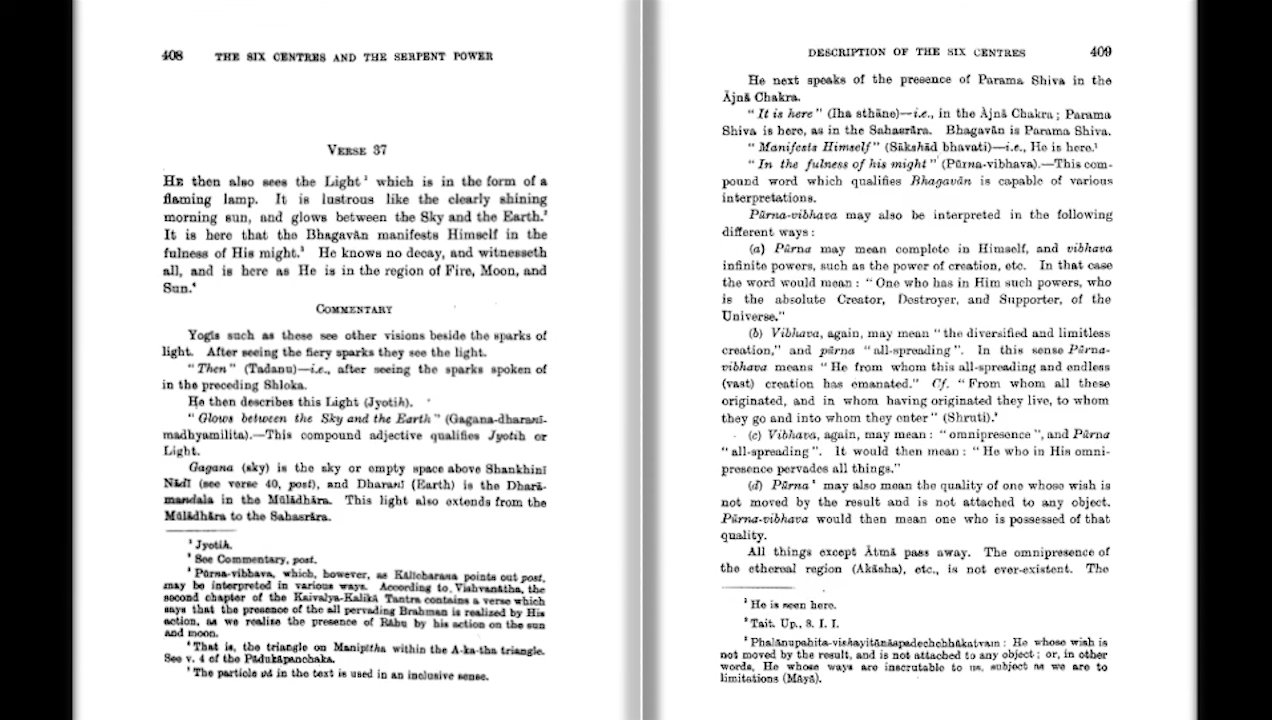 408 THE SIX CENTRES AND THE SERPENT POWER
VERSE 37
HE then also sees the Light¹ which is in the form of a
flaming lamp. It is lustrous like the clearly shining
morning sun, and glows between the Sky and the Earth.²
It is here that the Bhagavān manifests Himself in the
fulness of His might.³ He knows no decay, and witnesseth
all, and is here as He is in the region of Fire, Moon, and
Sun.⁴
COMMENTARY
Yogīs such as these see other visions beside the sparks of
light. After seeing the fiery sparks they see the light.
"Then" (Tadanu)—i.e., after seeing the sparks spoken of
in the preceding Shloka.
He then describes this Light (Jyotih).
"Glows between the Sky and the Earth" (Gagana-dharanī-
madhyamilita).—This compound adjective qualifies Jyotih or
Light.
Gagana (sky) is the sky or empty space above Shankhinī
Nādī (see verse 40, post), and Dharanī (Earth) is the Dharā-
mandala in the Mūlādhāra. This light also extends from the
Mūlādhāra to the Sahasrāra.
¹ Jyotih.
² See Commentary, post.
³ Pūrna-vibhava, which, however, as Kālīcharana points out post,
may be interpreted in various ways. According to Vishvanātha, the
second chapter of the Kaivalya-Kalikā Tantra contains a verse which
says that the presence of the all pervading Brahman is realized by His
action, as we realize the presence of Rāhu by his action on the sun
and moon.
⁴ That is, the triangle on Manipītha within the A-ka-tha triangle.
See v. 4 of the Pādukāpanchaka.
⁵ The particle vā in the text is used in an inclusive sense.
DESCRIPTION OF THE SIX CENTRES 409
He next speaks of the presence of Parama Shiva in the
Ājnā Chakra.
"It is here" (Iha sthāne)—i.e., in the Ājnā Chakra; Parama
Shiva is here, as in the Sahasrāra. Bhagavān is Parama Shiva.
"Manifests Himself" (Sākshād bhavati)—i.e., He is here.¹
"In the fulness of his might" (Pūrna-vibhava).—This com-
pound word which qualifies Bhagavān is capable of various
interpretations.
Pūrna-vibhava may also be interpreted in the following
different ways:
(a) Pūrna may mean complete in Himself, and vibhava
infinite powers, such as the power of creation, etc. In that case
the word would mean: "One who has in Him such powers, who
is the absolute Creator, Destroyer, and Supporter, of the
Universe."
(b) Vibhava, again, may mean "the diversified and limitless
creation," and pūrna "all-spreading". In this sense Pūrna-
vibhava means "He from whom this all-spreading and endless
(vast) creation has emanated." Cf. "From whom all these
originated, and in whom having originated they live, to whom
they go and into whom they enter" (Shruti).²
(c) Vibhava, again, may mean: "omnipresence", and Pūrna
"all-spreading". It would then mean: "He who in His omni-
presence pervades all things."
(d) Pūrna³ may also mean the quality of one whose wish is
not moved by the result and is not attached to any object.
Pūrna-vibhava would then mean one who is possessed of that
quality.
All things except Ātmā pass away. The omnipresence of
the ethereal region (Akāsha), etc., is not ever-existent. The
¹ He is seen here.
² Tait. Up., 3. I. I.
³ Phalānupahita-vishayitānāspadechchhākatvam: He whose wish is
not moved by the result, and is not attached to any object; or, in other
words, He whose ways are inscrutable to us, subject as we are to
limitations (Māyā).